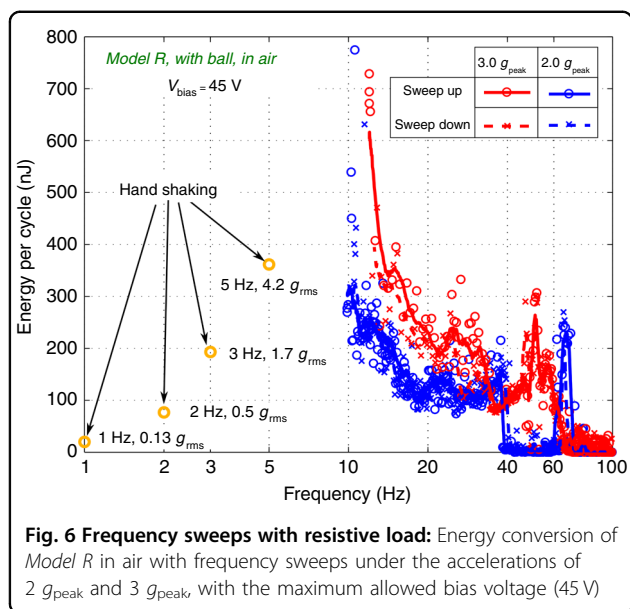 Model R, with ball, in air
V_bias = 45 V
3.0 g_peak 2.0 g_peak
Sweep up
Sweep down
Hand shaking
5 Hz, 4.2 g_rms
3 Hz, 1.7 g_rms
2 Hz, 0.5 g_rms
1 Hz, 0.13 g_rms
Energy per cycle (nJ)
800
700
600
500
400
300
200
100
0
1 2 3 5 10 20 40 60 100
Frequency (Hz)
Fig. 6 Frequency sweeps with resistive load: Energy conversion of
Model R in air with frequency sweeps under the accelerations of
2 g_peak and 3 g_peak, with the maximum allowed bias voltage (45 V)